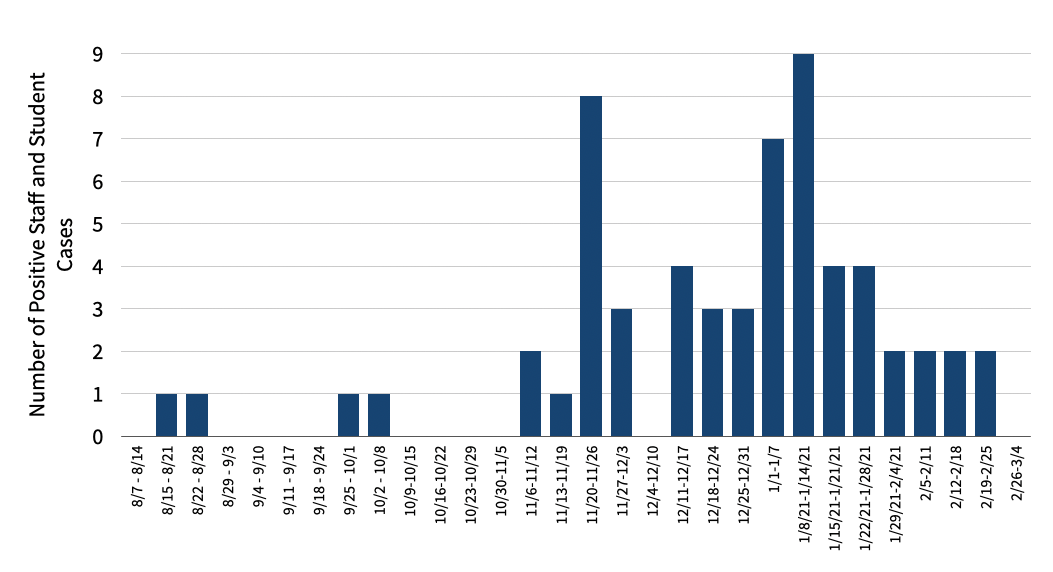 Number of Positive Staff and Student
Cases
9
8
7
6
5
4
3
2
1
0
8/7 - 8/14
8/15 - 8/21
8/22 - 8/28
8/29 - 9/3
9/4 - 9/10
9/11 - 9/17
9/18 - 9/24
9/25 - 10/1
10/2 - 10/8
10/9-10/15
10/16-10/22
10/23-10/29
10/30-11/5
11/6-11/12
11/13-11/19
11/20-11/26
11/27-12/3
12/4-12/10
12/11-12/17
12/18-12/24
12/25-12/31
1/1-1/7
1/8/21-1/14/21
1/15/21-1/21/21
1/22/21-1/28/21
1/29/21-2/4/21
2/5-2/11
2/12-2/18
2/19-2/25
2/26-3/4